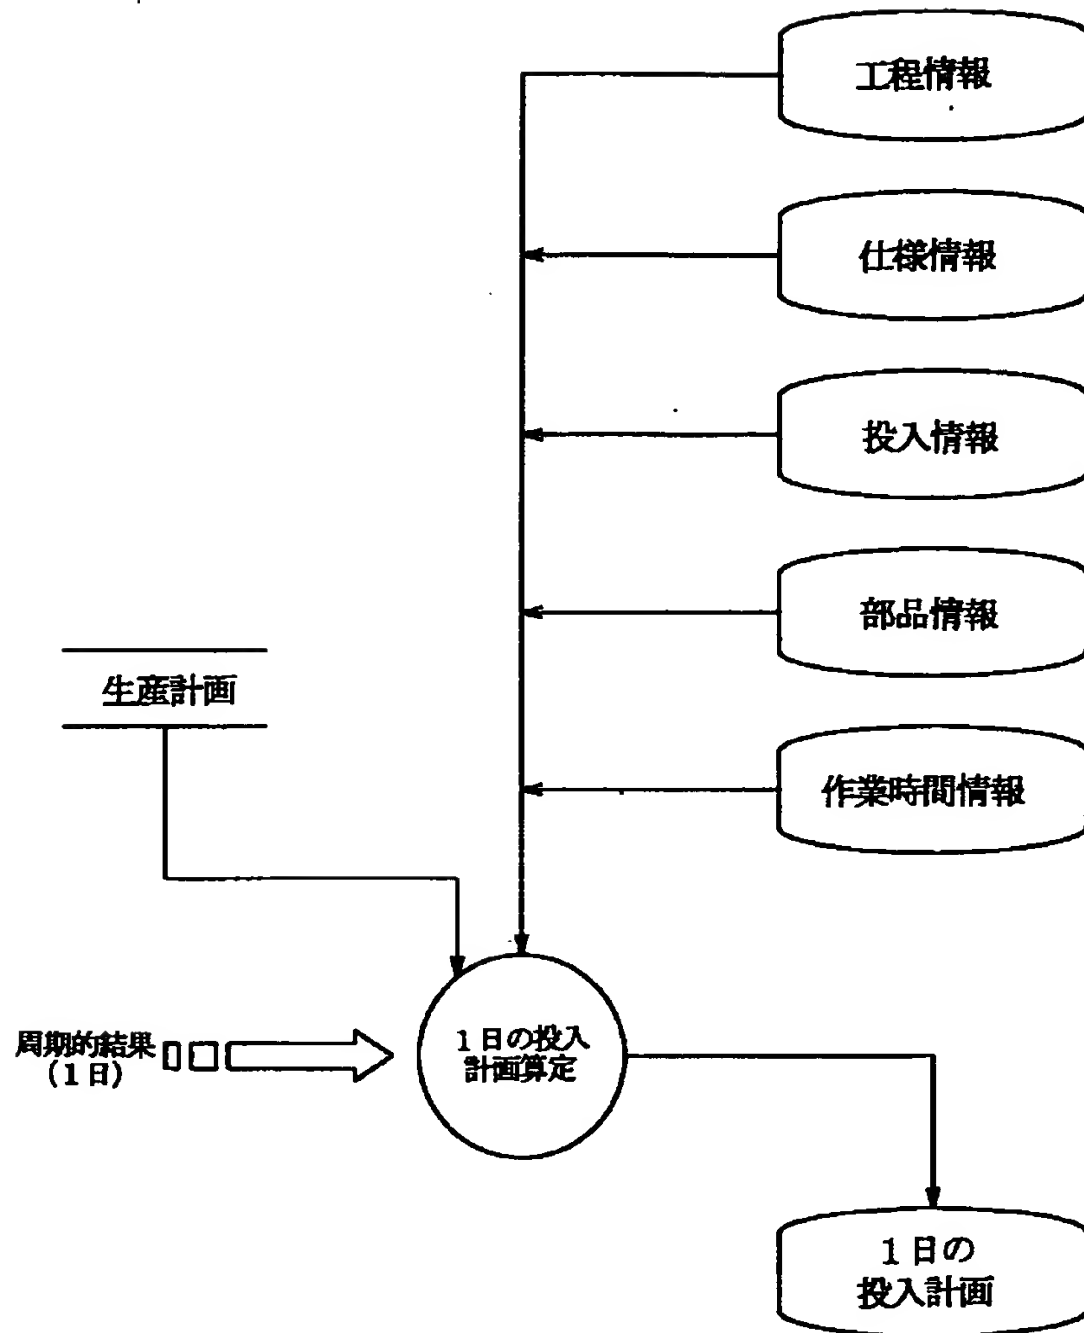 工程情報
仕様情報
投入情報
部品情報
生産計画
作業時間情報
周期的結果
(1日)
1日の投入
計画算定
1日の
投入計画